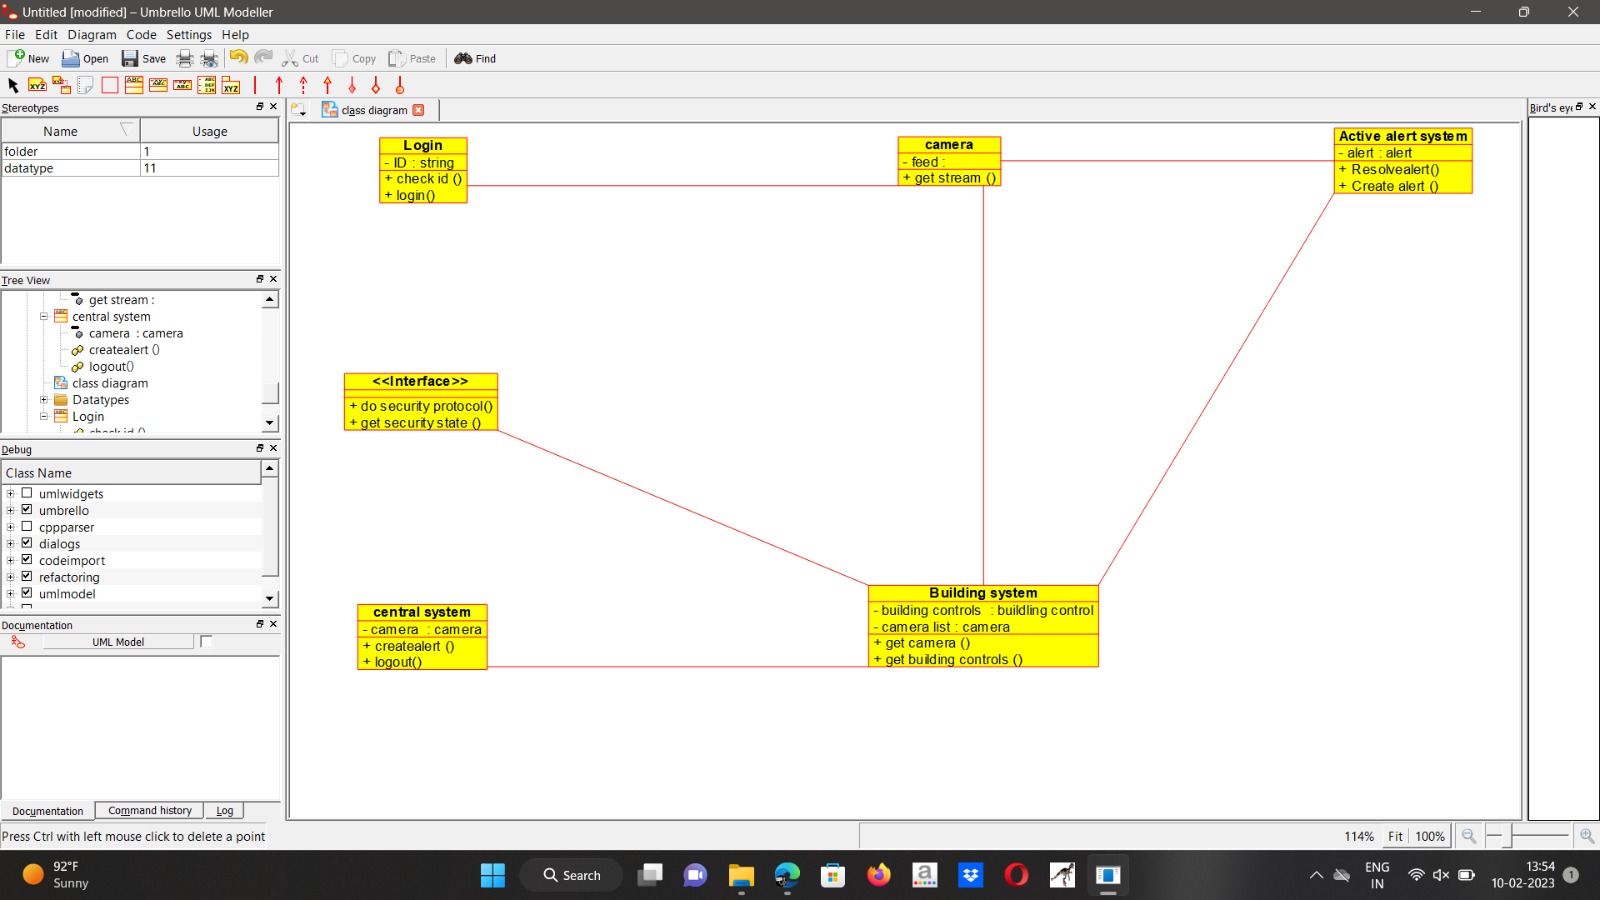 Untitled [modified] – Umbrello UML Modeller
File Edit Diagram Code Settings Help
New Open Save Cut Copy Paste Find
Stereotypes
Name Usage
folder 1
datatype 11
Tree View
get stream :
central system
camera : camera
createalert ()
logout()
class diagram
Datatypes
Login
check id ()
Debug
Class Name
umlwidgets
umbrello
cppparser
dialogs
codeimport
refactoring
umlmodel
Documentation
UML Model
Documentation Command history Log
Press Ctrl with left mouse click to delete a point
class diagram
Login
- ID : string
+ check id ()
+ login()
camera
- feed :
+ get stream ()
Active alert system
- alert : alert
+ Resolvealert()
+ Create alert ()
<<Interface>>
+ do security protocol()
+ get security state ()
central system
- camera : camera
+ createalert ()
+ logout()
Building system
- building controls : buildling control
- camera list : camera
+ get camera ()
+ get building controls ()
Bird's eye
114% Fit 100%
92°F
Sunny
Search
ENG
IN
13:54
10-02-2023
1